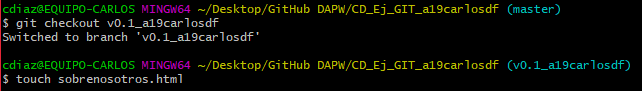 cdiaz@EQUIPO-CARLOS MINGW64 ~/Desktop/GitHub DAPW/CD_Ej_GIT_a19carlosdf (master)
$ git checkout v0.1_a19carlosdf
Switched to branch 'v0.1_a19carlosdf'
cdiaz@EQUIPO-CARLOS MINGW64 ~/Desktop/GitHub DAPW/CD_Ej_GIT_a19carlosdf (v0.1_a19carlosdf)
$ touch sobrenosotros.html